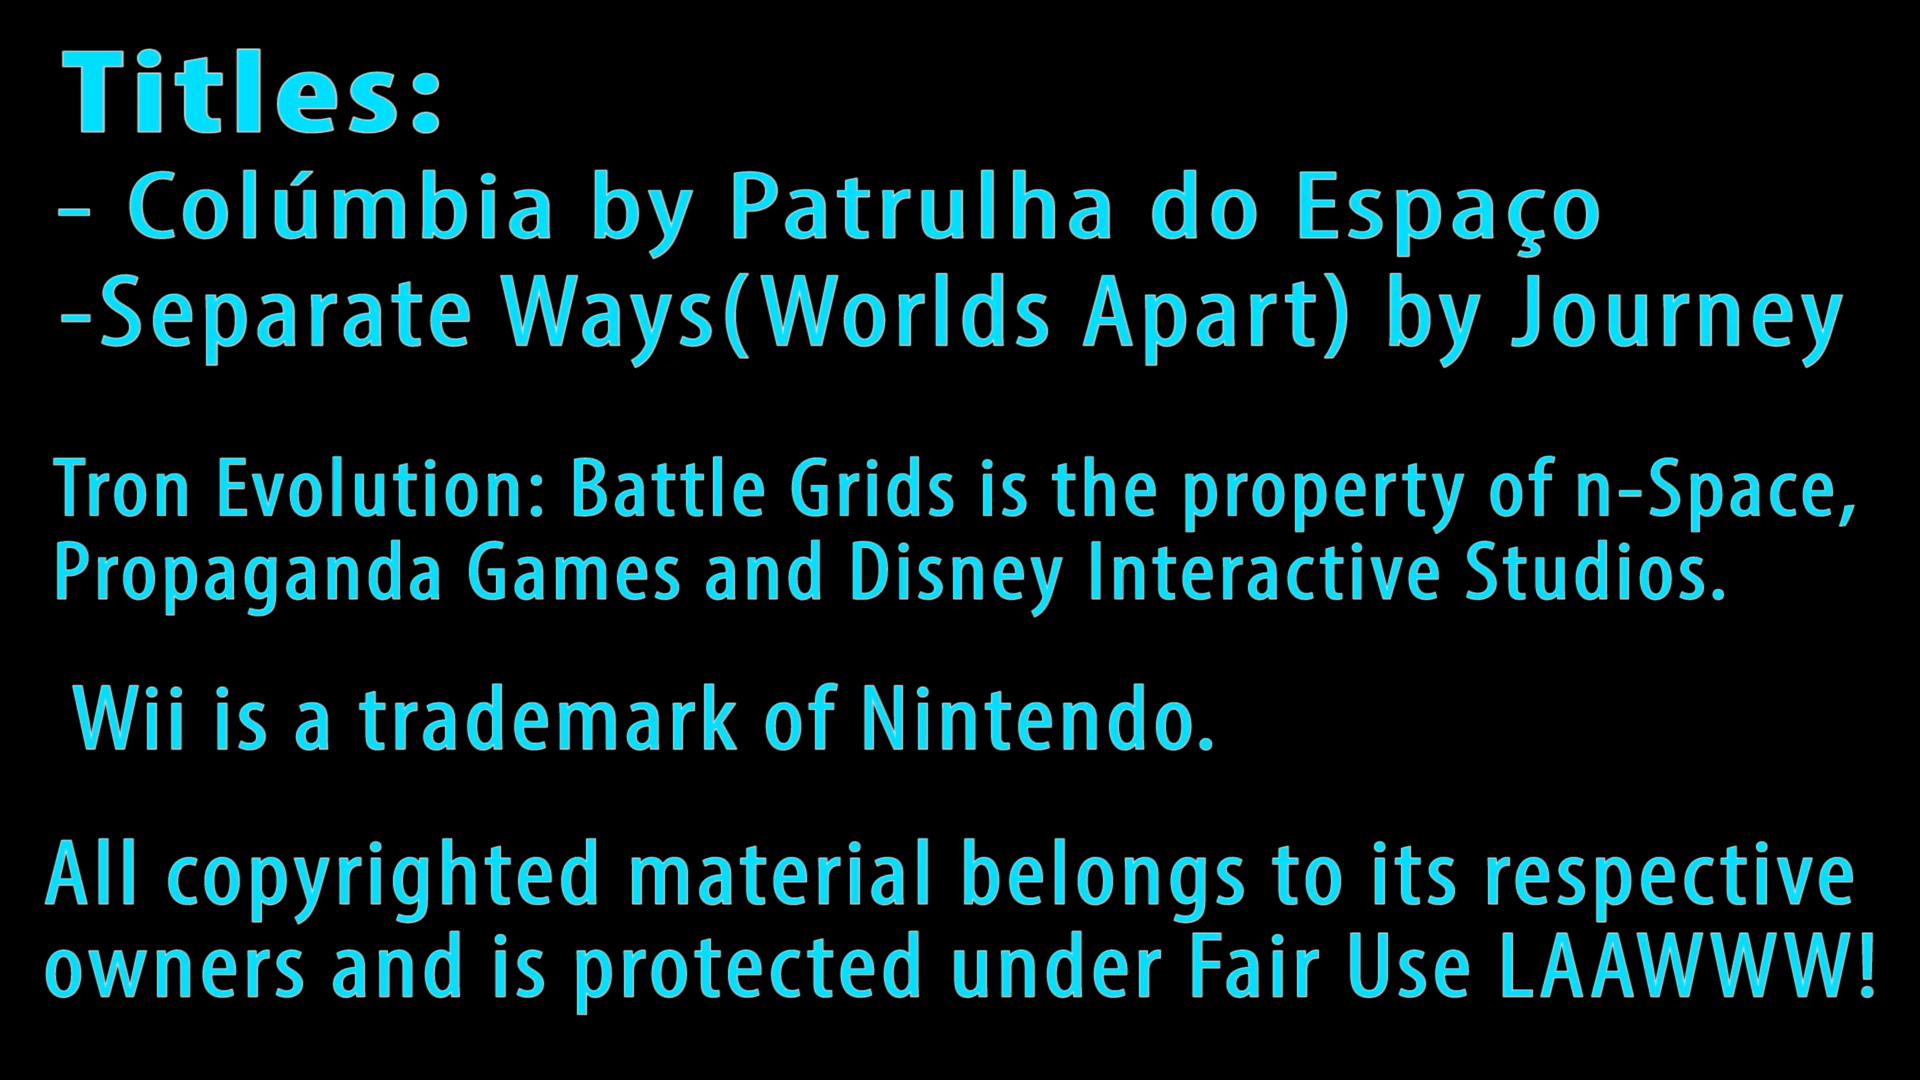 Titles:
- Colúmbia by Patrulha do Espaço
-Separate Ways(Worlds Apart) by Journey
Tron Evolution: Battle Grids is the property of n-Space,
Propaganda Games and Disney Interactive Studios.
Wii is a trademark of Nintendo.
All copyrighted material belongs to its respective
owners and is protected under Fair Use LAAWWW!